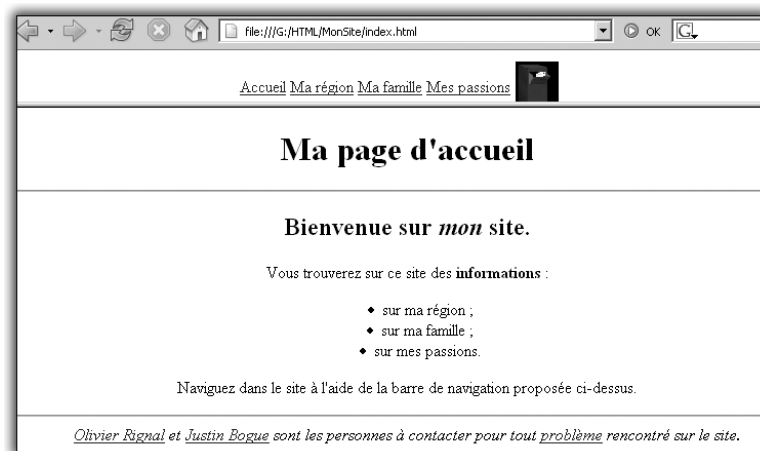 file:///G:/HTML/MonSite/index.html OK G
Accueil Ma région Ma famille Mes passions
Ma page d'accueil
Bienvenue sur mon site.
Vous trouverez sur ce site des informations :
• sur ma région ;
• sur ma famille ;
• sur mes passions.
Naviguez dans le site à l'aide de la barre de navigation proposée ci-dessus.
Olivier Rignal et Justin Bogue sont les personnes à contacter pour tout problème rencontré sur le site.